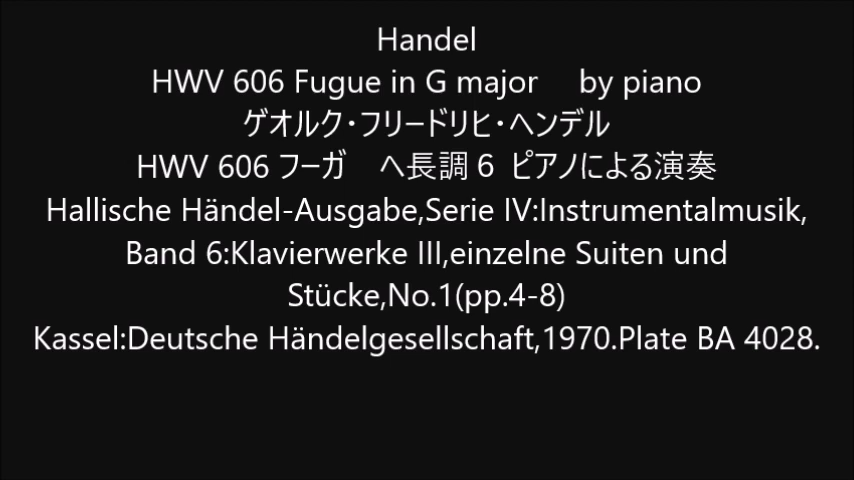 Handel
HWV 606 Fugue in G major　by piano
ゲオルク・フリードリヒ・ヘンデル
HWV 606 フーガ　ヘ長調６ ピアノによる演奏
Hallische Händel-Ausgabe,Serie IV:Instrumentalmusik,
Band 6:Klavierwerke III,einzelne Suiten und
Stücke,No.1(pp.4-8)
Kassel:Deutsche Händelgesellschaft,1970.Plate BA 4028.